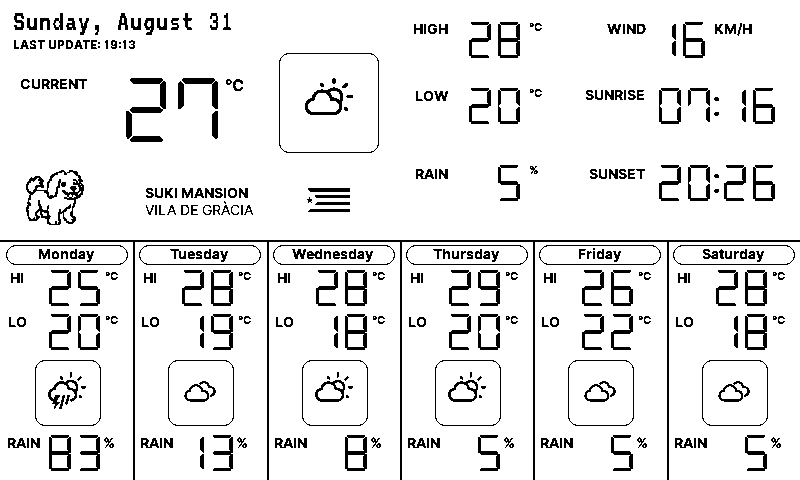 Sunday, August 31
LAST UPDATE: 19:13
CURRENT 27 °C
HIGH 28 °C
WIND 16 KM/H
LOW 20 °C
SUNRISE 07:16
RAIN 5 %
SUNSET 20:26
SUKI MANSION
VILA DE GRÀCIA
Monday
HI 25 °C
LO 20 °C
RAIN 83 %
Tuesday
HI 28 °C
LO 19 °C
RAIN 13 %
Wednesday
HI 28 °C
LO 18 °C
RAIN 8 %
Thursday
HI 29 °C
LO 20 °C
RAIN 5 %
Friday
HI 26 °C
LO 22 °C
RAIN 5 %
Saturday
HI 28 °C
LO 18 °C
RAIN 5 %